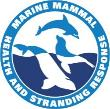 MARINE MAMMAL
HEALTH AND STRANDING RESPONSE